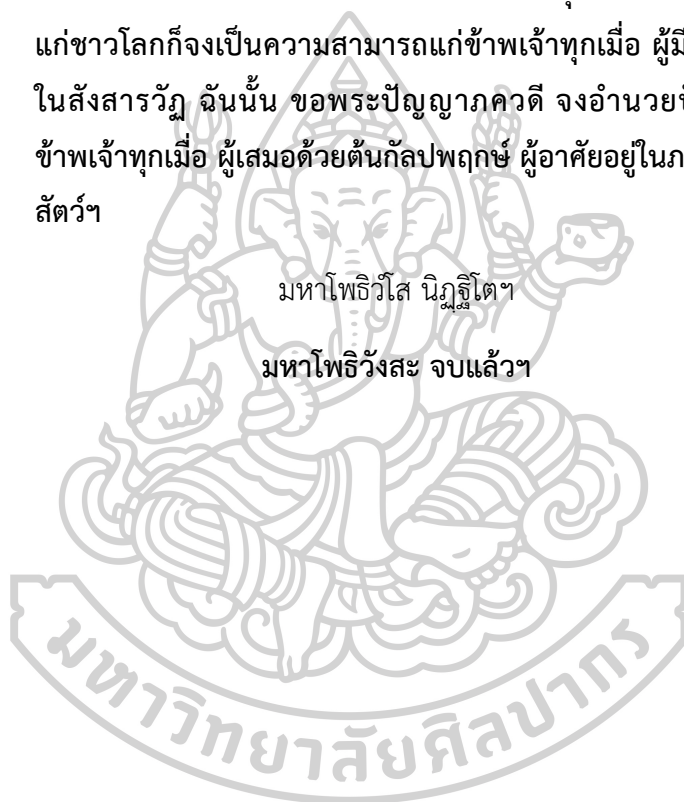 แก่ชาวโลกก็จงเป็นความสามารถแก่ข้าพเจ้าทุกเมื่อ ผู้มี
ในสังสารวัฏ ฉันนั้น ขอพระปัญญาภควดี จงอำนวย
ข้าพเจ้าทุกเมื่อ ผู้เสมอด้วยต้นกัลปพฤกษ์ ผู้อาศัยอยู่ใน
สัตว์ฯ
มหาโพธิวํโส นิฏฺฐิโตฯ
มหาโพธิวังสะ จบแล้วฯ
มหาวิทยาลัยศิลปากร